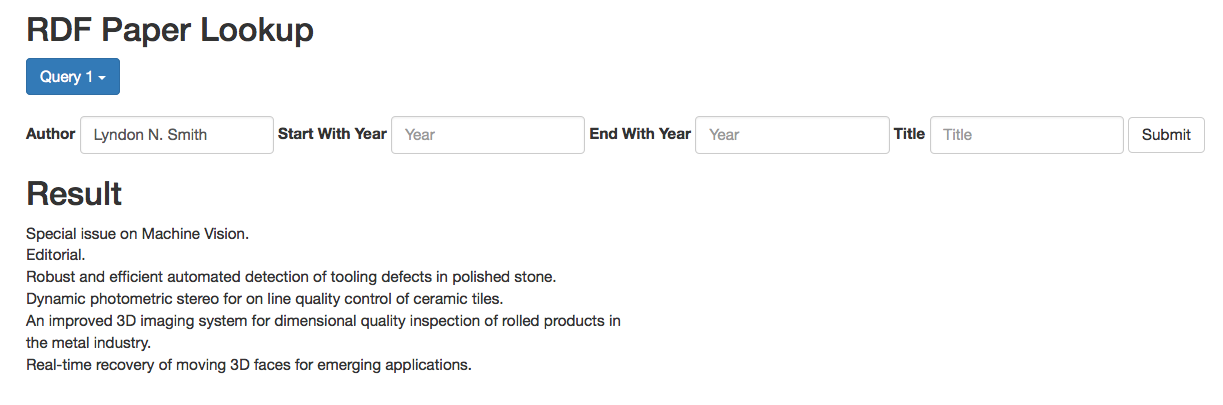 RDF Paper Lookup
Query 1
Author Lyndon N. Smith Start With Year Year End With Year Year Title Title Submit
Result
Special issue on Machine Vision.
Editorial.
Robust and efficient automated detection of tooling defects in polished stone.
Dynamic photometric stereo for on line quality control of ceramic tiles.
An improved 3D imaging system for dimensional quality inspection of rolled products in
the metal industry.
Real-time recovery of moving 3D faces for emerging applications.